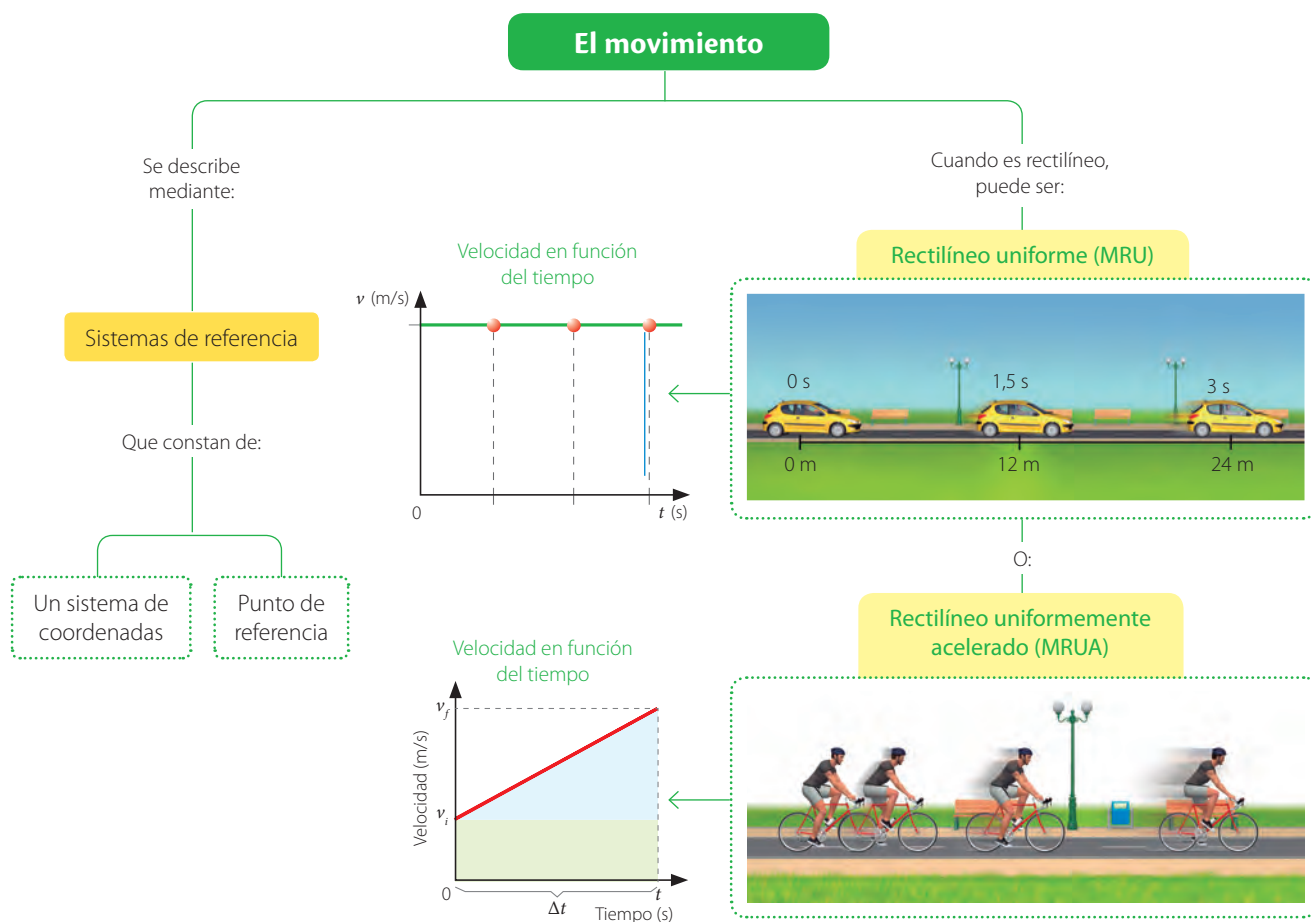 El movimiento
Se describe
mediante:
Sistemas de referencia
Que constan de:
Un sistema de
coordenadas
Punto de
referencia
Cuando es rectilíneo,
puede ser:
Rectilíneo uniforme (MRU)
0 s
1,5 s
3 s
0 m
12 m
24 m
Velocidad en función
del tiempo
v (m/s)
0
t (s)
O:
Rectilíneo uniformemente
acelerado (MRUA)
Velocidad en función
del tiempo
Velocidad (m/s)
vf
vi
0
t
Δt
Tiempo (s)